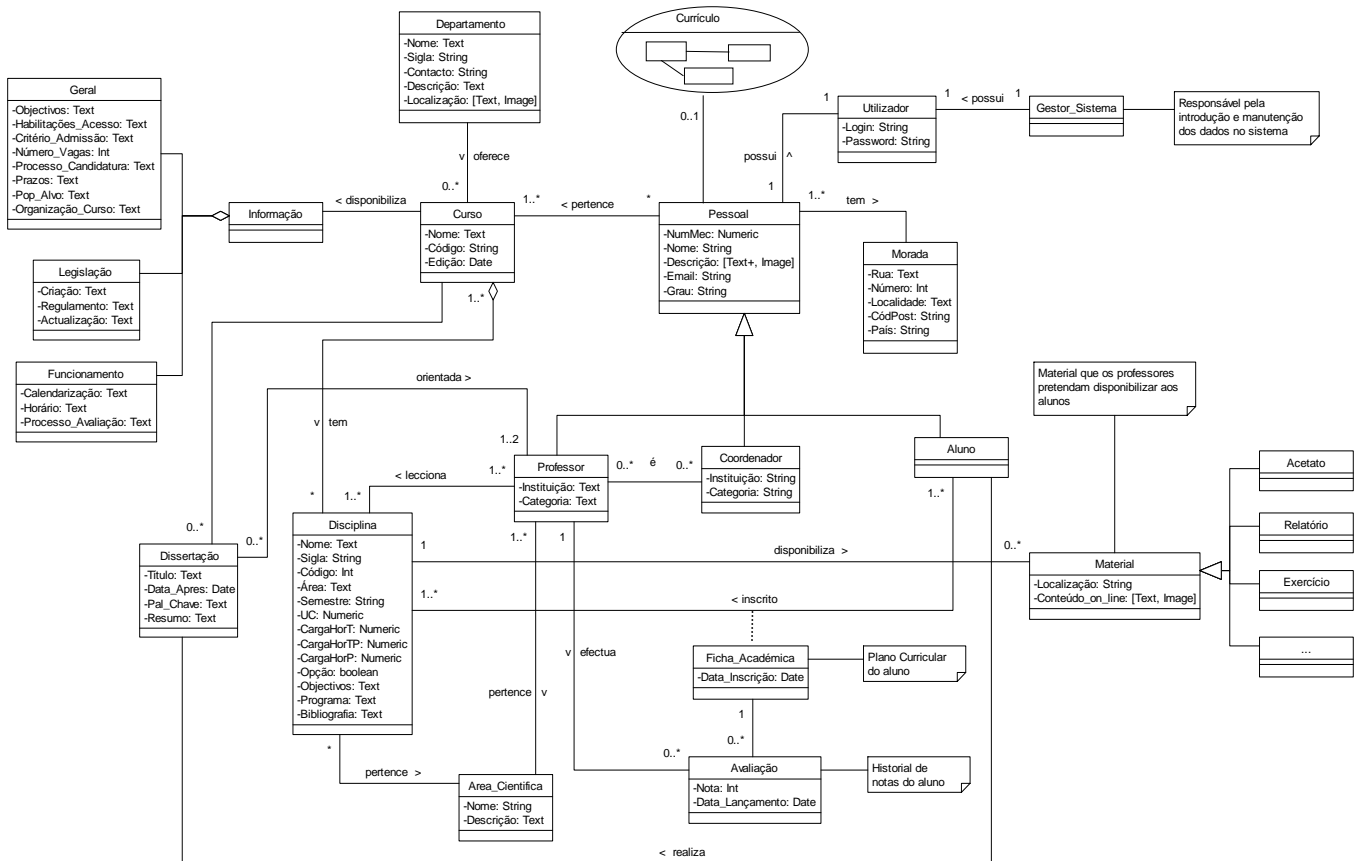 Departamento
-Nome: Text
-Sigla: String
-Contacto: String
-Descrição: Text
-Localização: [Text, Image]
Currículo
Geral
-Objectivos: Text
-Habilitações_Acesso: Text
-Critério_Admissão: Text
-Número_Vagas: Int
-Processo_Candidatura: Text
-Prazos: Text
-Pop_Alvo: Text
-Organização_Curso: Text
Utilizador
-Login: String
-Password: String
1
1
< possui
1
Gestor_Sistema
Responsável pela
introdução e manutenção
dos dados no sistema
0..1
possui ^
1
v oferece
0..*
Informação
< disponibiliza
Curso
-Nome: Text
-Código: String
-Edição: Date
1..*
1..*
< pertence
*
Pessoal
-NumMec: Numeric
-Nome: String
-Descrição: [Text+, Image]
-Email: String
-Grau: String
1..*
tem >
Morada
-Rua: Text
-Número: Int
-Localidade: Text
-CódPost: String
-País: String
Legislação
-Criação: Text
-Regulamento: Text
-Actualização: Text
Funcionamento
-Calendarização: Text
-Horário: Text
-Processo_Avaliação: Text
orientada >
v tem
1..2
Material que os professores
pretendam disponibilizar aos
alunos
Professor
-Instituição: Text
-Categoria: Text
0..*
é
0..*
Coordenador
-Instituição: String
-Categoria: String
Aluno
1..*
Acetato
Relatório
Exercício
...
< lecciona
1..*
1..*
*
0..*
0..*
Dissertação
-Titulo: Text
-Data_Apres: Date
-Pal_Chave: Text
-Resumo: Text
Disciplina
-Nome: Text
-Sigla: String
-Código: Int
-Área: Text
-Semestre: String
-UC: Numeric
-CargaHorT: Numeric
-CargaHorTP: Numeric
-CargaHorP: Numeric
-Opção: boolean
-Objectivos: Text
-Programa: Text
-Bibliografia: Text
1
disponibiliza >
0..*
Material
-Localização: String
-Conteúdo_on_line: [Text, Image]
1..*
< inscrito
1..*
1
v efectua
pertence v
Ficha_Académica
-Data_Inscrição: Date
Plano Curricular
do aluno
1
0..*
0..*
Avaliação
-Nota: Int
-Data_Lançamento: Date
Historial de
notas do aluno
*
pertence >
Area_Cientifica
-Nome: String
-Descrição: Text
< realiza